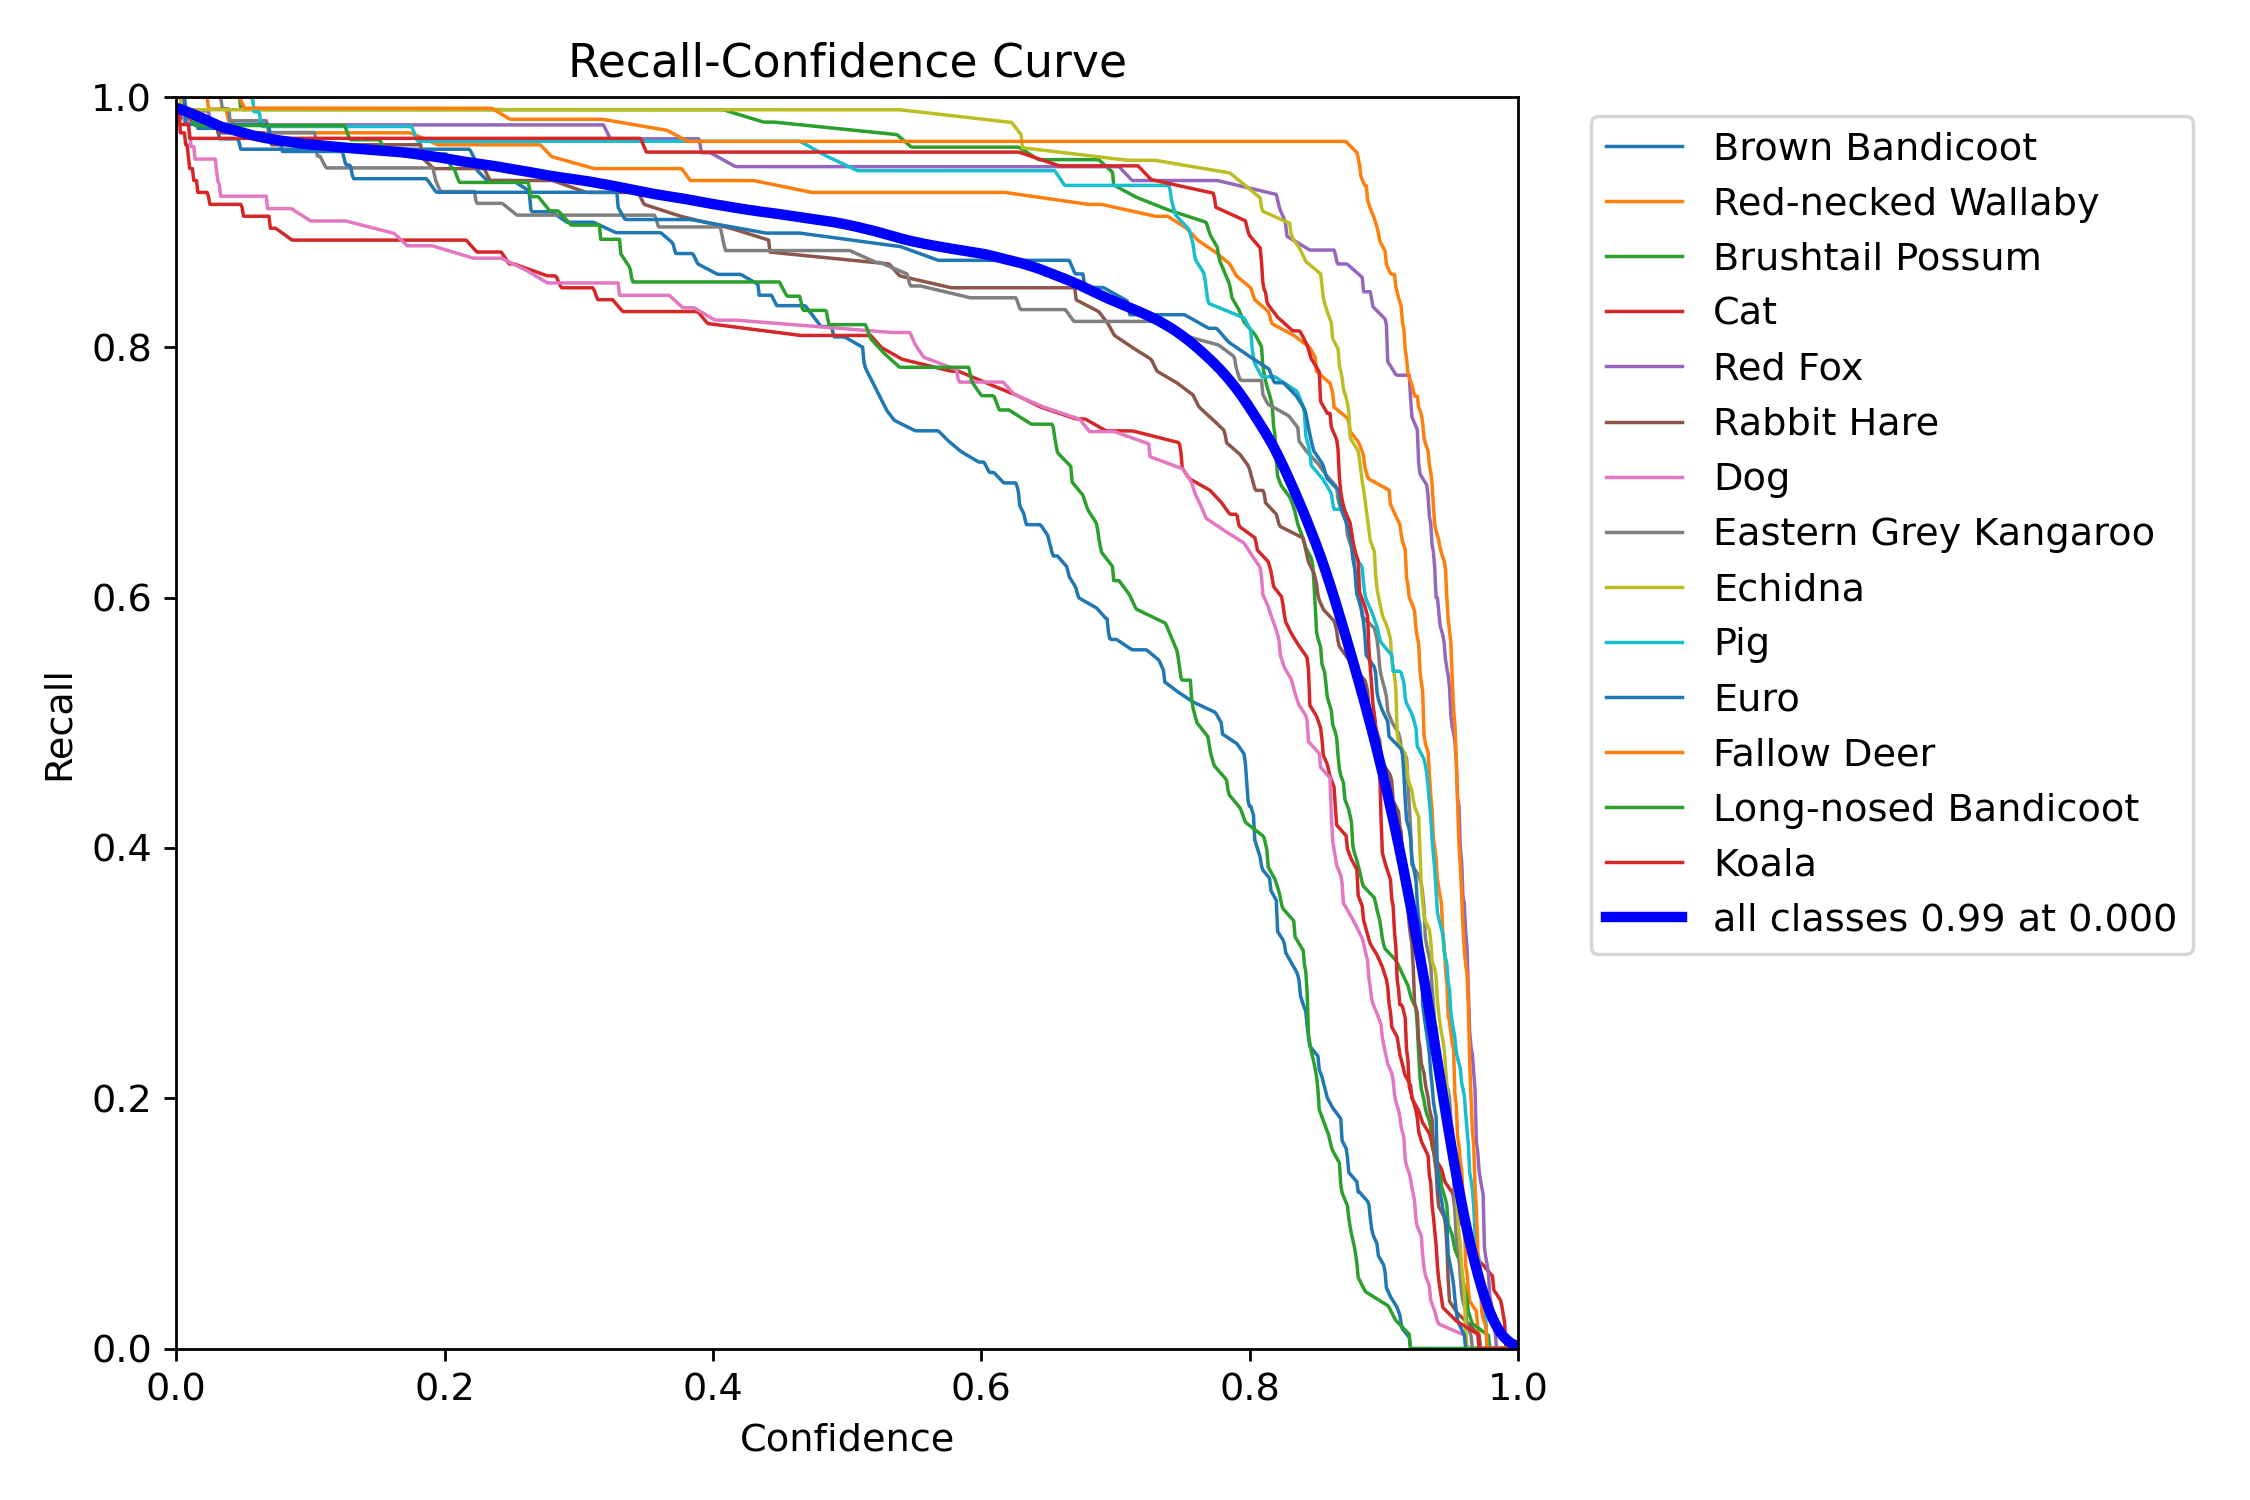 Recall-Confidence Curve
1.0
0.8
0.6
0.4
0.2
0.0
Recall
0.0 0.2 0.4 0.6 0.8 1.0
Confidence
Brown Bandicoot
Red-necked Wallaby
Brushtail Possum
Cat
Red Fox
Rabbit Hare
Dog
Eastern Grey Kangaroo
Echidna
Pig
Euro
Fallow Deer
Long-nosed Bandicoot
Koala
all classes 0.99 at 0.000